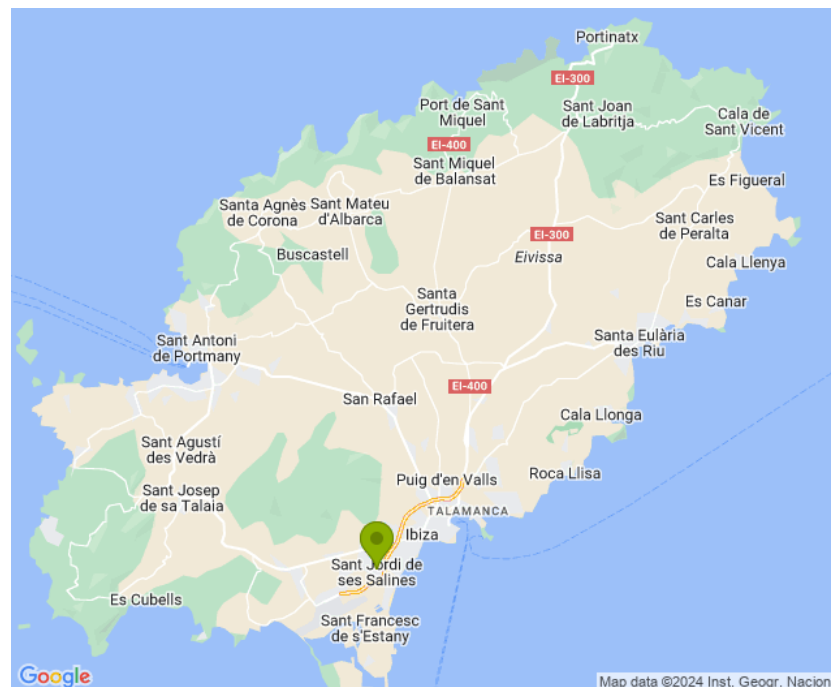 Portinatx
EI-300
Port de Sant
Miquel
Sant Joan
de Labritja
Cala de
Sant Vicent
EI-400
Sant Miquel
de Balansat
Es Figueral
Santa Agnès
de Corona
Sant Mateu
d'Albarca
Sant Carles
de Peralta
EI-300
Buscastell
Eivissa
Cala Llenya
Santa
Gertrudis
de Fruitera
Es Canar
Sant Antoni
de Portmany
Santa Eulària
des Riu
EI-400
San Rafael
Cala Llonga
Sant Agustí
des Vedrà
Puig d'en Valls
Roca Llisa
Sant Josep
de sa Talaia
TALAMANCA
Ibiza
Sant Jordi de
ses Salines
Es Cubells
Sant Francesc
de s'Estany
Google
Map data ©2024 Inst. Geogr. Nacion